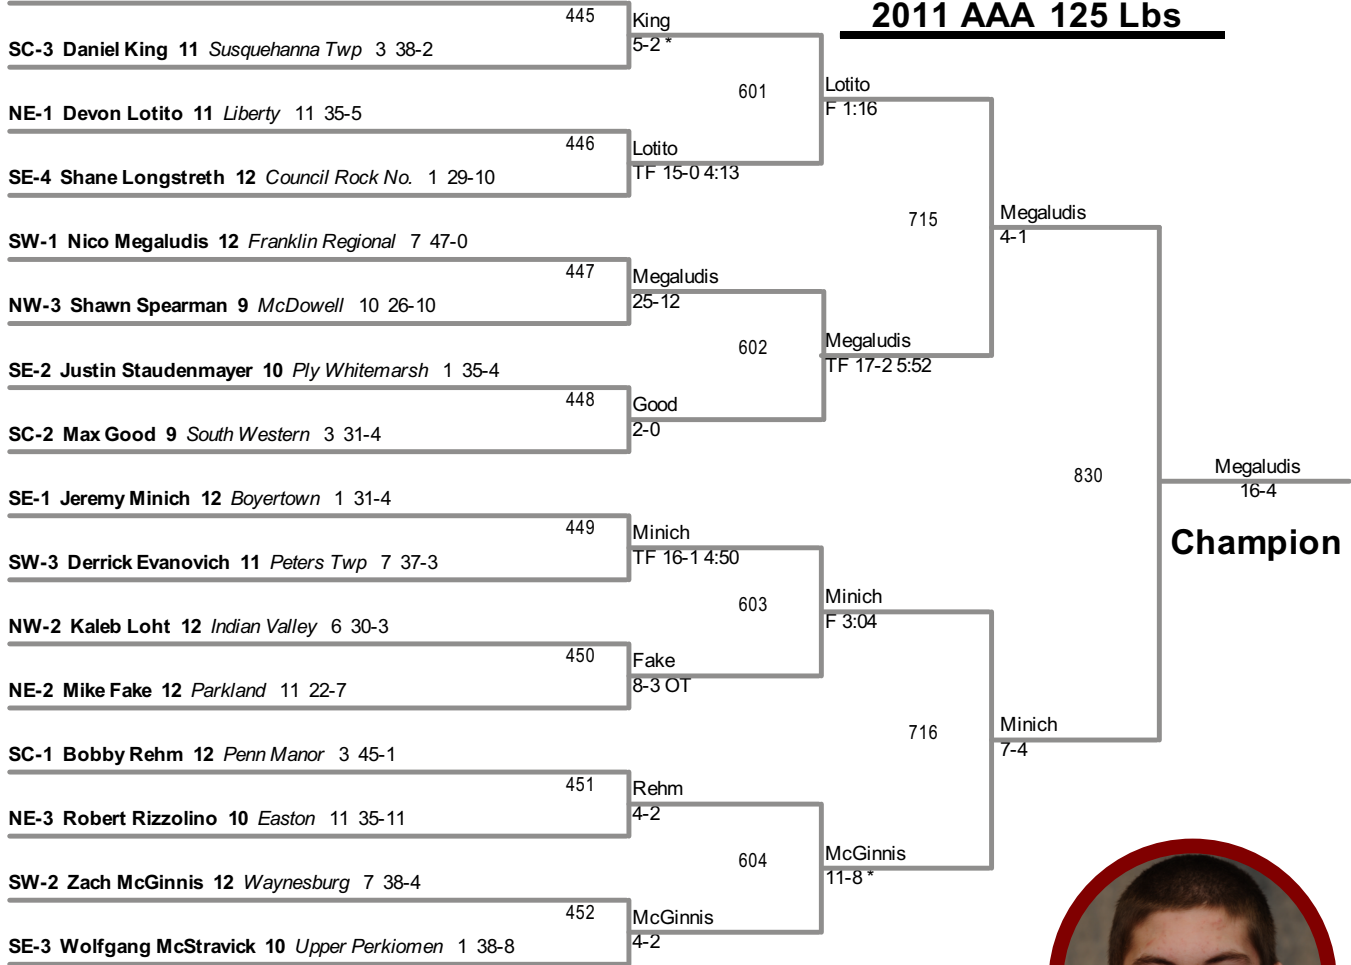 2011 AAA 125 Lbs
445
King
5-2 *
SC-3 Daniel King 11 Susquehanna Twp 3 38-2
601
Lotito
F 1:16
NE-1 Devon Lotito 11 Liberty 11 35-5
446
Lotito
TF 15-0 4:13
SE-4 Shane Longstreth 12 Council Rock No. 1 29-10
715
Megaludis
4-1
SW-1 Nico Megaludis 12 Franklin Regional 7 47-0
447
Megaludis
25-12
NW-3 Shawn Spearman 9 McDowell 10 26-10
602
Megaludis
TF 17-2 5:52
SE-2 Justin Staudenmayer 10 Ply Whitemarsh 1 35-4
448
Good
2-0
SC-2 Max Good 9 South Western 3 31-4
830
Megaludis
16-4
Champion
SE-1 Jeremy Minich 12 Boyertown 1 31-4
449
Minich
TF 16-1 4:50
SW-3 Derrick Evanovich 11 Peters Twp 7 37-3
603
Minich
F 3:04
NW-2 Kaleb Loht 12 Indian Valley 6 30-3
450
Fake
8-3 OT
NE-2 Mike Fake 12 Parkland 11 22-7
716
Minich
7-4
SC-1 Bobby Rehm 12 Penn Manor 3 45-1
451
Rehm
4-2
NE-3 Robert Rizzolino 10 Easton 11 35-11
604
McGinnis
11-8 *
SW-2 Zach McGinnis 12 Waynesburg 7 38-4
452
McGinnis
4-2
SE-3 Wolfgang McStravick 10 Upper Perkiomen 1 38-8